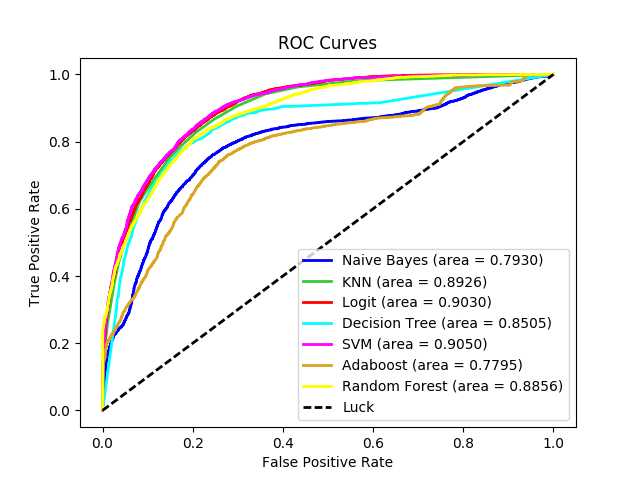 ROC Curves
True Positive Rate
1.0
0.8
0.6
0.4
0.2
0.0
Naive Bayes (area = 0.7930)
KNN (area = 0.8926)
Logit (area = 0.9030)
Decision Tree (area = 0.8505)
SVM (area = 0.9050)
Adaboost (area = 0.7795)
Random Forest (area = 0.8856)
Luck
0.0 0.2 0.4 0.6 0.8 1.0
False Positive Rate